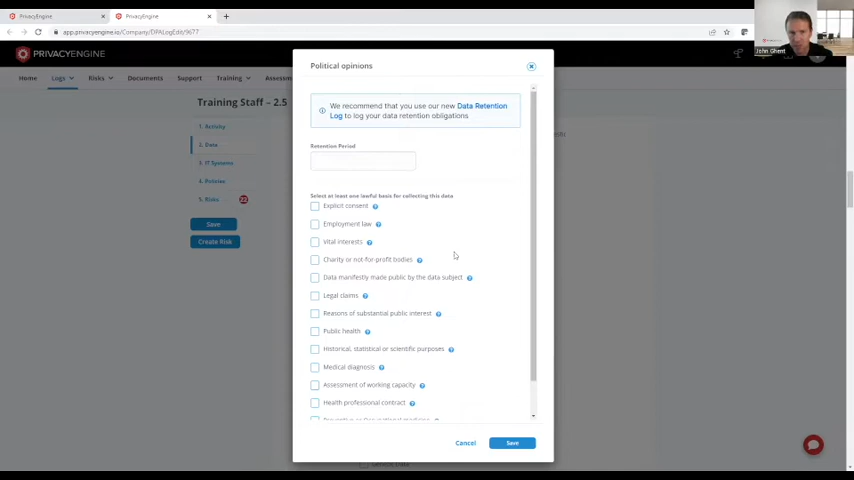 PrivacyEngine
PrivacyEngine
app.privacyengine.io/Company/DPALogEdit/9677
John Ghent
PRIVACYENGINE
Home
Logs
Risks
Documents
Support
Training
Assessm
Training Staff – 2.5
1. Activity
2. Data
3. IT Systems
4. Policies
5. Risks
22
Save
Create Risk
Political opinions
We recommend that you use our new Data Retention
Log to log your data retention obligations
Retention Period
Select at least one lawful basis for collecting this data
Explicit consent
Employment law
Vital interests
Charity or not-for-profit bodies
Data manifestly made public by the data subject
Legal claims
Reasons of substantial public interest
Public health
Historical, statistical or scientific purposes
Medical diagnosis
Assessment of working capacity
Health professional contract
Cancel
Save